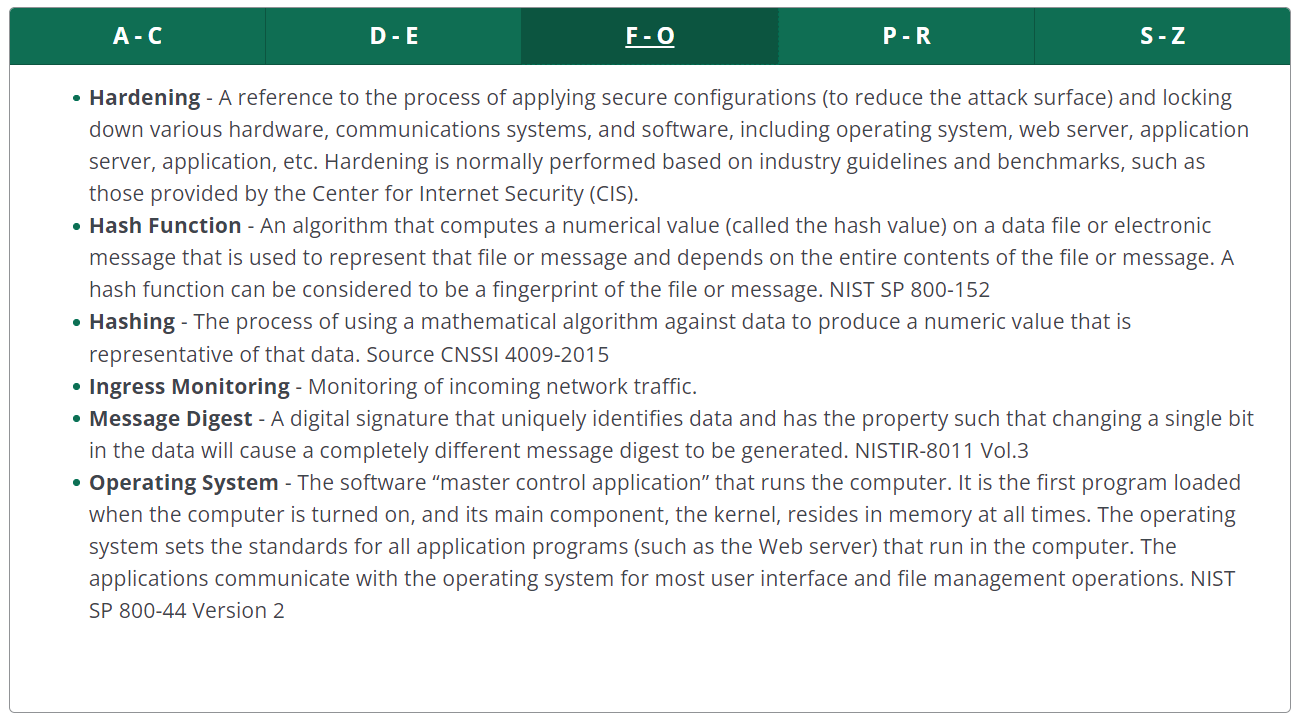 A - C
D - E
F - O
P - R
S - Z
Hardening - A reference to the process of applying secure configurations (to reduce the attack surface) and locking
down various hardware, communications systems, and software, including operating system, web server, application
server, application, etc. Hardening is normally performed based on industry guidelines and benchmarks, such as
those provided by the Center for Internet Security (CIS).
Hash Function - An algorithm that computes a numerical value (called the hash value) on a data file or electronic
message that is used to represent that file or message and depends on the entire contents of the file or message. A
hash function can be considered to be a fingerprint of the file or message. NIST SP 800-152
Hashing - The process of using a mathematical algorithm against data to produce a numeric value that is
representative of that data. Source CNSSI 4009-2015
Ingress Monitoring - Monitoring of incoming network traffic.
Message Digest - A digital signature that uniquely identifies data and has the property such that changing a single bit
in the data will cause a completely different message digest to be generated. NISTIR-8011 Vol.3
Operating System - The software “master control application” that runs the computer. It is the first program loaded
when the computer is turned on, and its main component, the kernel, resides in memory at all times. The operating
system sets the standards for all application programs (such as the Web server) that run in the computer. The
applications communicate with the operating system for most user interface and file management operations. NIST
SP 800-44 Version 2